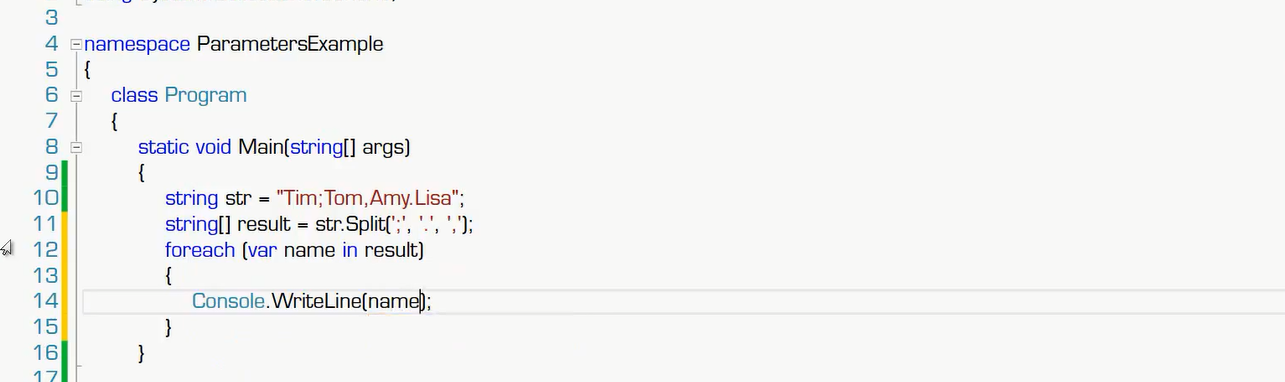 3
4 namespace ParametersExample
5 {
6 class Program
7 {
8 static void Main(string[] args)
9 {
10 string str = "Tim;Tom,Amy.Lisa";
11 string[] result = str.Split(';', '.', ',');
12 foreach (var name in result)
13 {
14 Console.WriteLine(name);
15 }
16 }
17